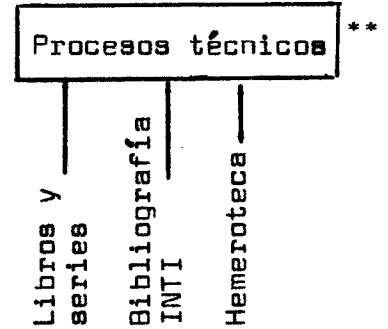 Procesos técnicos **
Libros y
series
Bibliografía
INTI
Hemeroteca